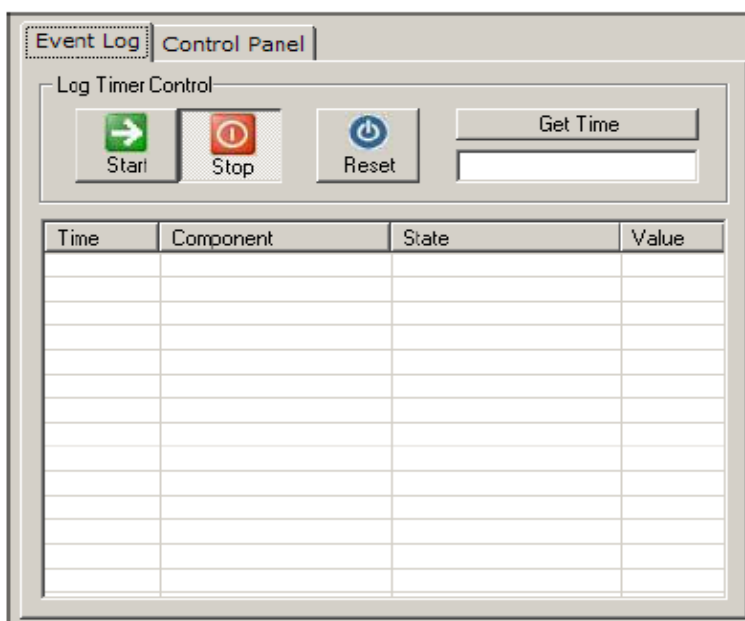 Event Log Control Panel
Log Timer Control
Start Stop Reset Get Time
Time Component State Value